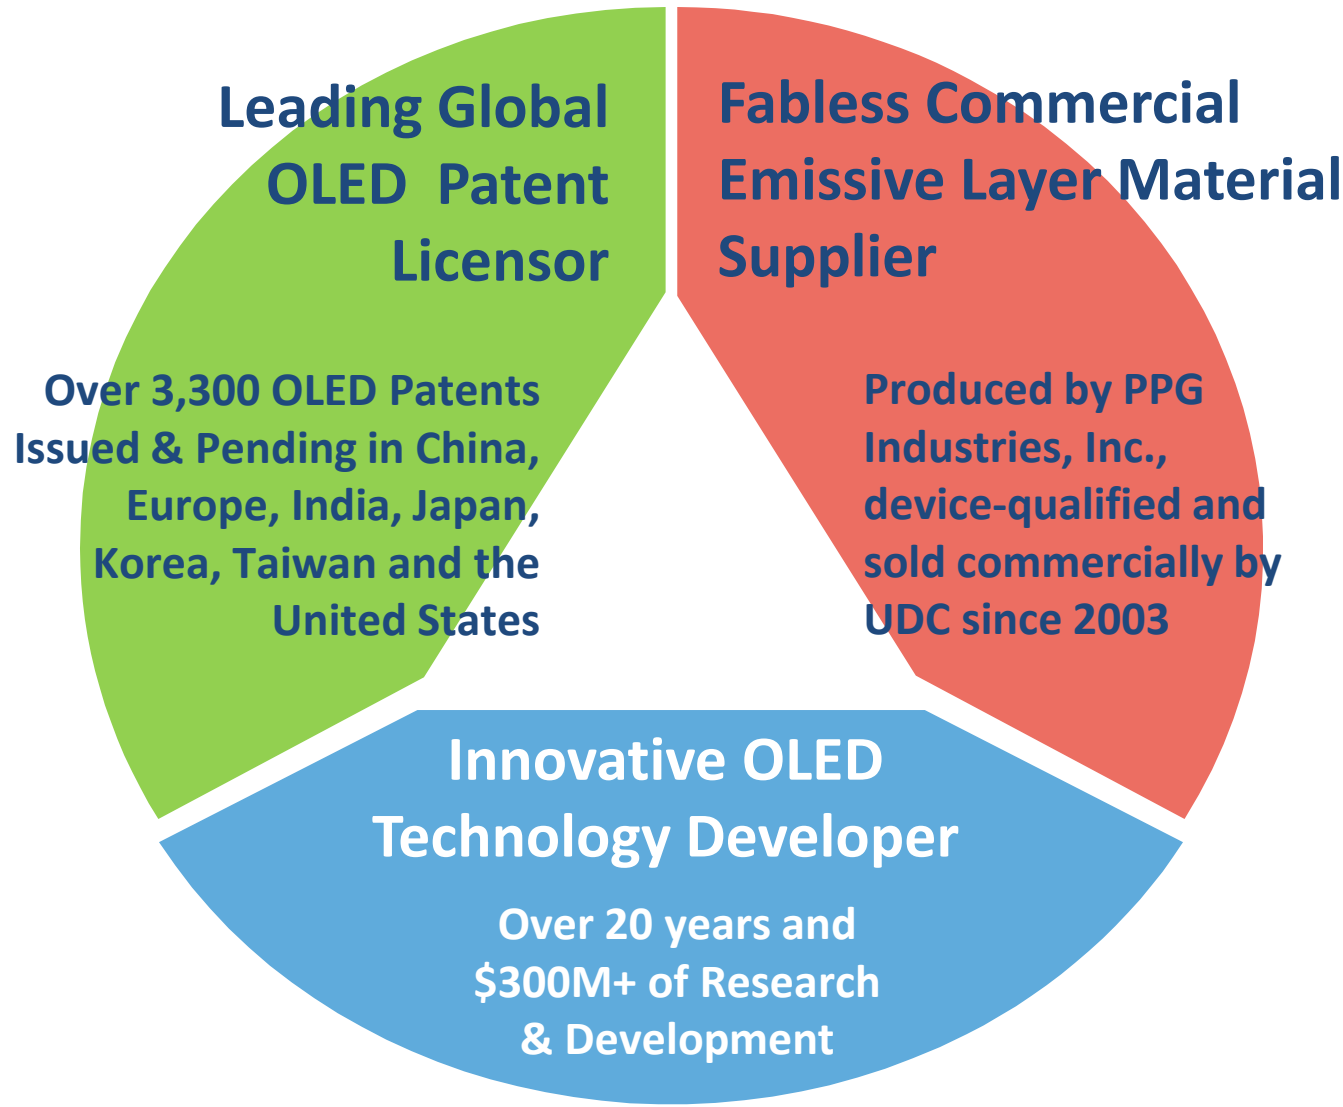 Leading Global
OLED Patent
Licensor
Over 3,300 OLED Patents
Issued & Pending in China,
Europe, India, Japan,
Korea, Taiwan and the
United States
Fabless Commercial
Emissive Layer Material
Supplier
Produced by PPG
Industries, Inc.,
device-qualified and
sold commercially by
UDC since 2003
Innovative OLED
Technology Developer
Over 20 years and
$300M+ of Research
& Development